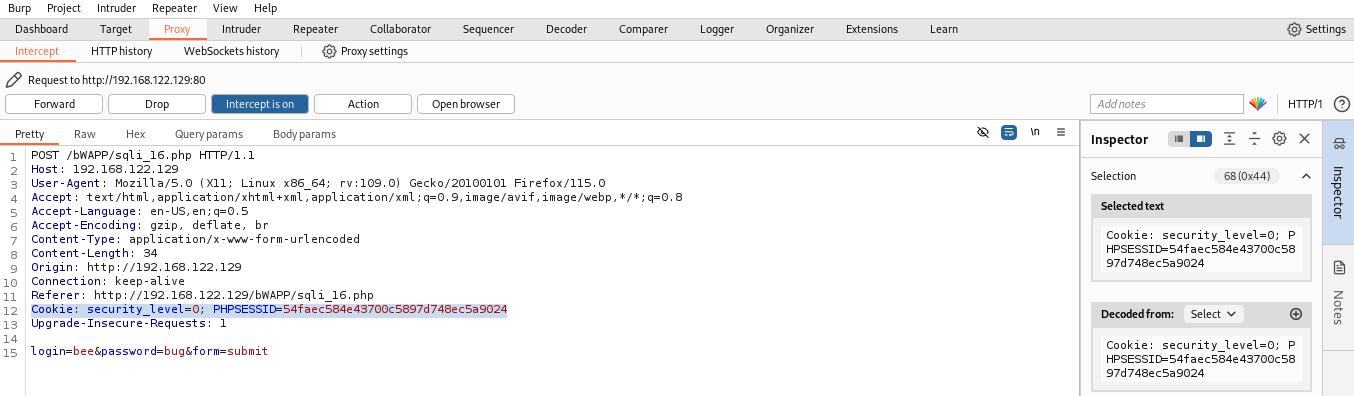 Burp Project Intruder Repeater View Help
Dashboard Target Proxy Intruder Repeater Collaborator Sequencer Decoder Comparer Logger Organizer Extensions Learn Settings
Intercept HTTP history WebSockets history Proxy settings
Request to http://192.168.122.129:80
Forward Drop Intercept is on Action Open browser Add notes HTTP/1
Pretty Raw Hex Query params Body params \n
1 POST /bWAPP/sqli_16.php HTTP/1.1
2 Host: 192.168.122.129
3 User-Agent: Mozilla/5.0 (X11; Linux x86_64; rv:109.0) Gecko/20100101 Firefox/115.0
4 Accept: text/html,application/xhtml+xml,application/xml;q=0.9,image/avif,image/webp,*/*;q=0.8
5 Accept-Language: en-US,en;q=0.5
6 Accept-Encoding: gzip, deflate, br
7 Content-Type: application/x-www-form-urlencoded
8 Content-Length: 34
9 Origin: http://192.168.122.129
10 Connection: keep-alive
11 Referer: http://192.168.122.129/bWAPP/sqli_16.php
12 Cookie: security_level=0; PHPSESSID=54faec584e43700c5897d748ec5a9024
13 Upgrade-Insecure-Requests: 1
14
15 login=bee&password=bug&form=submit
Inspector
Selection 68 (0x44)
Selected text
Cookie: security_level=0; P
HPSESSID=54faec584e43700c58
97d748ec5a9024
Decoded from: Select
Cookie: security_level=0; P
HPSESSID=54faec584e43700c58
97d748ec5a9024
Inspector
Notes